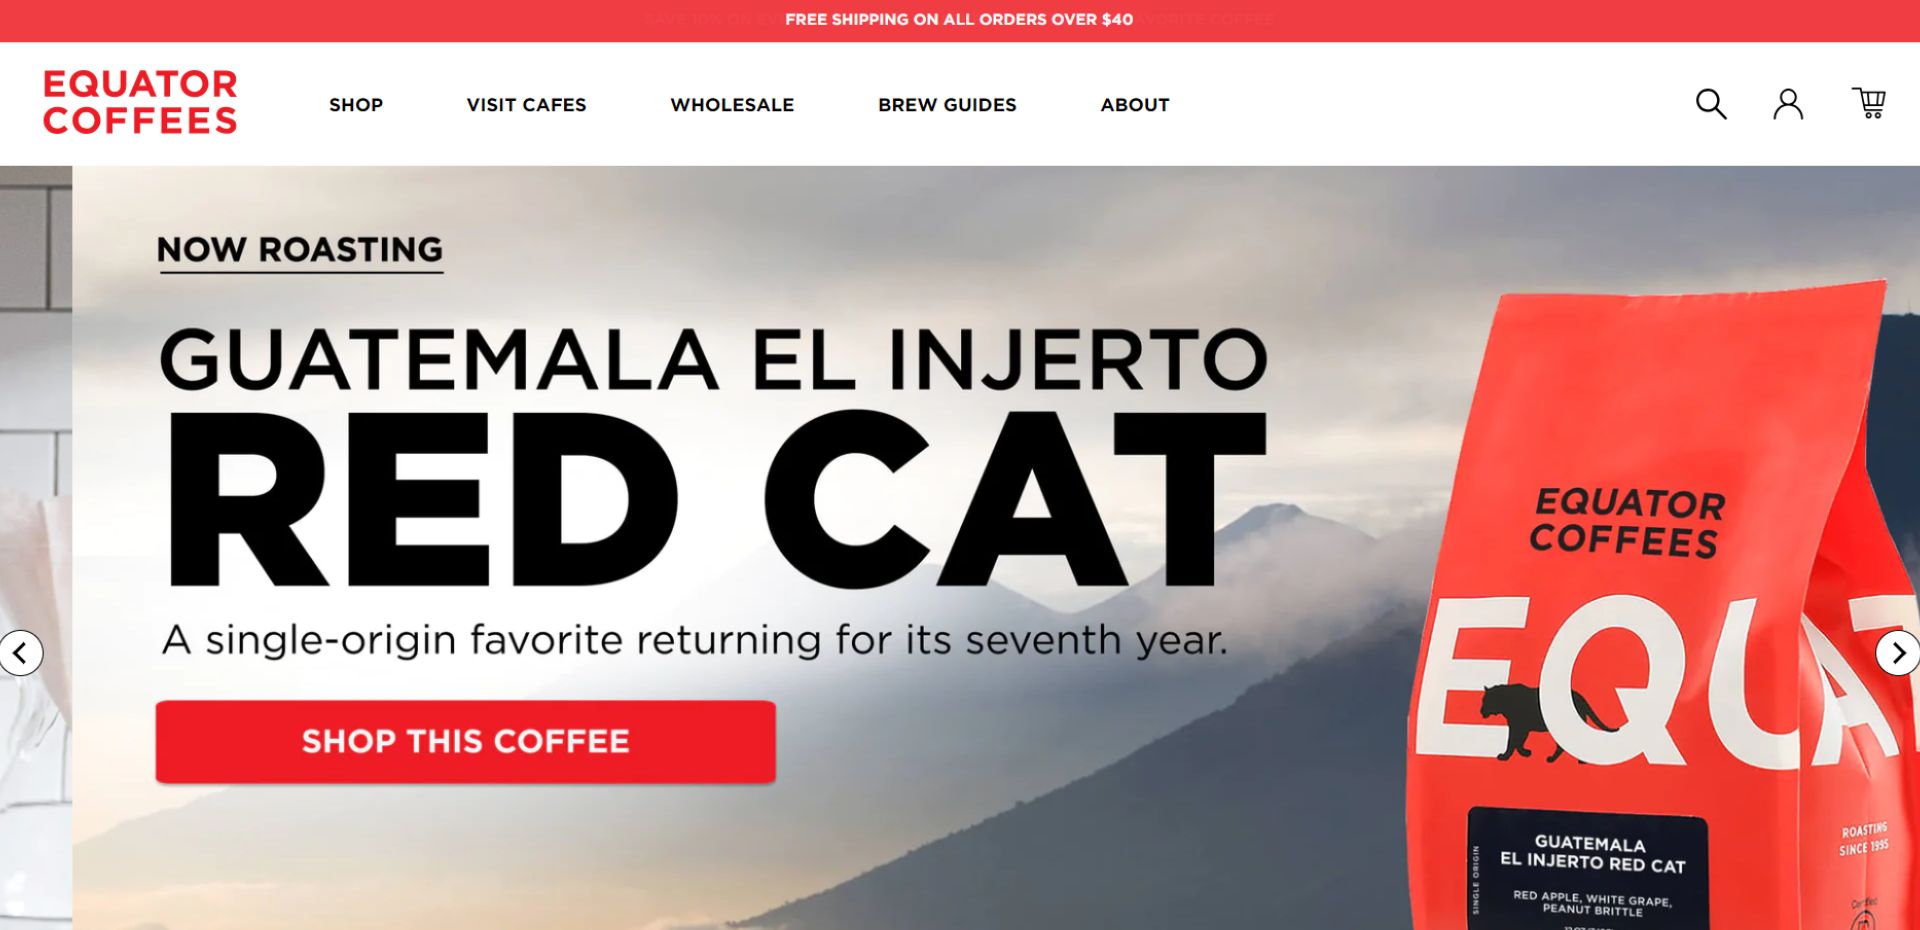 FREE SHIPPING ON ALL ORDERS OVER $40
EQUATOR
COFFEES
SHOP
VISIT CAFES
WHOLESALE
BREW GUIDES
ABOUT
NOW ROASTING
GUATEMALA EL INJERTO
RED CAT
A single-origin favorite returning for its seventh year.
SHOP THIS COFFEE
EQUATOR
COFFEES
EQUAT
SINGLE ORIGIN
GUATEMALA
EL INJERTO RED CAT
RED APPLE, WHITE GRAPE,
PEANUT BRITTLE
ROASTING
SINCE 1995
Certified